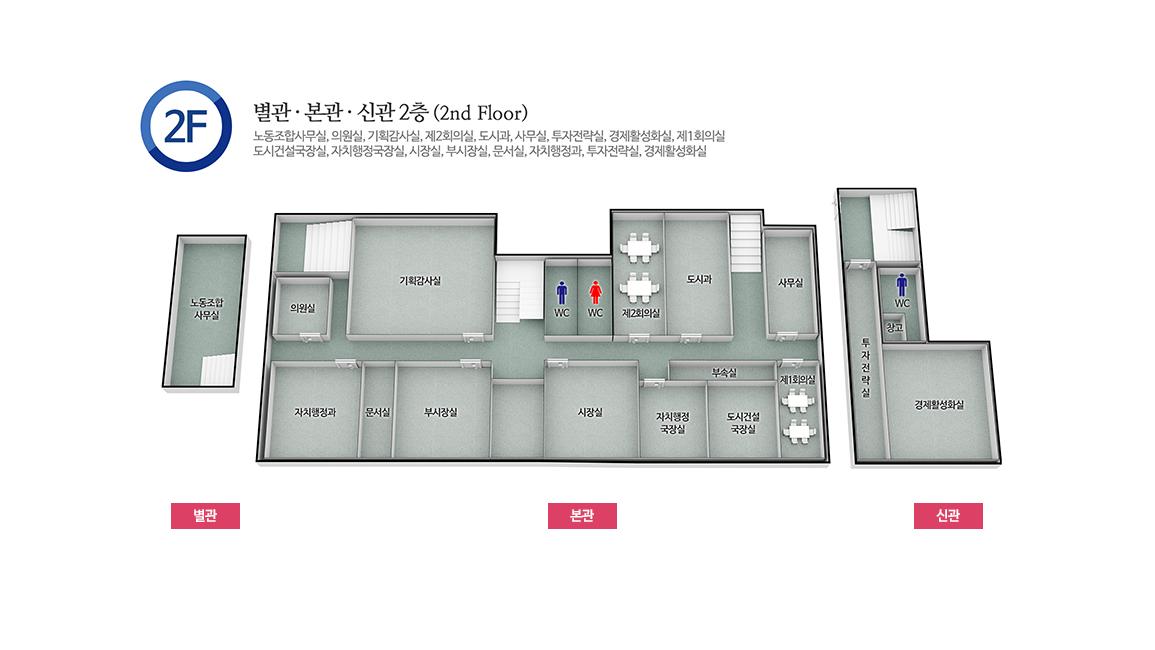 2F
별관 · 본관 · 신관 2층 (2nd Floor)
노동조합사무실, 의원실, 기획감사실, 제2회의실, 도시과, 사무실, 투자전략실, 경제활성화실, 제1회의실
도시건설국장실, 자치행정국장실, 시장실, 부시장실, 문서실, 자치행정과, 투자전략실, 경제활성화실
노동조합
사무실
의원실
기획감사실
WC
WC
제2회의실
도시과
사무실
자치행정과
문서실
부시장실
시장실
자치행정
국장실
부속실
도시건설
국장실
제1회의실
WC
창고
투
자
전
략
실
경제활성화실
별관
본관
신관